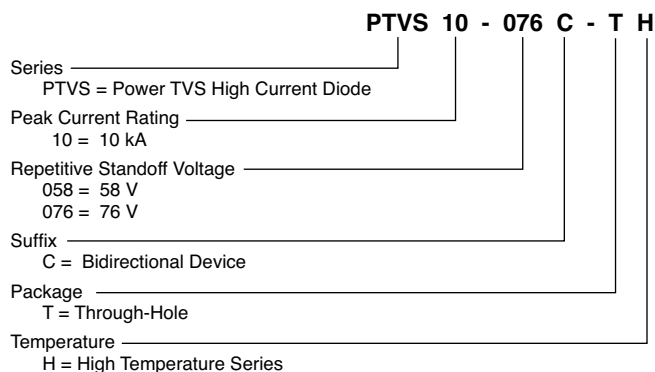 PTVS 10 - 076 C - T H
Series
PTVS = Power TVS High Current Diode
Peak Current Rating
10 = 10 kA
Repetitive Standoff Voltage
058 = 58 V
076 = 76 V
Suffix
C = Bidirectional Device
Package
T = Through-Hole
Temperature
H = High Temperature Series